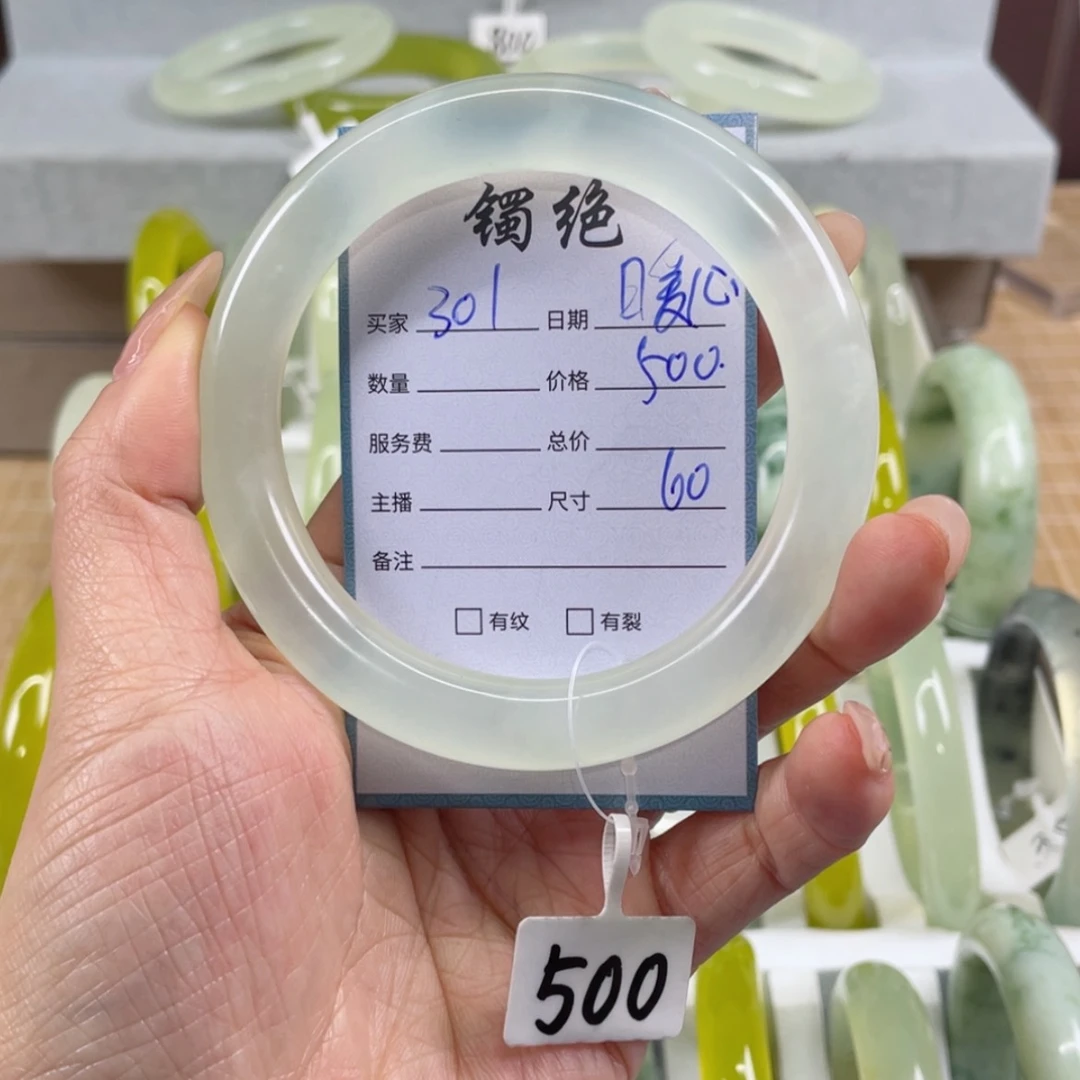 镯绝
买家 301 日期
数量 价格 500.
服务费 总价
主播 尺寸 60
备注
有纹 有裂
500